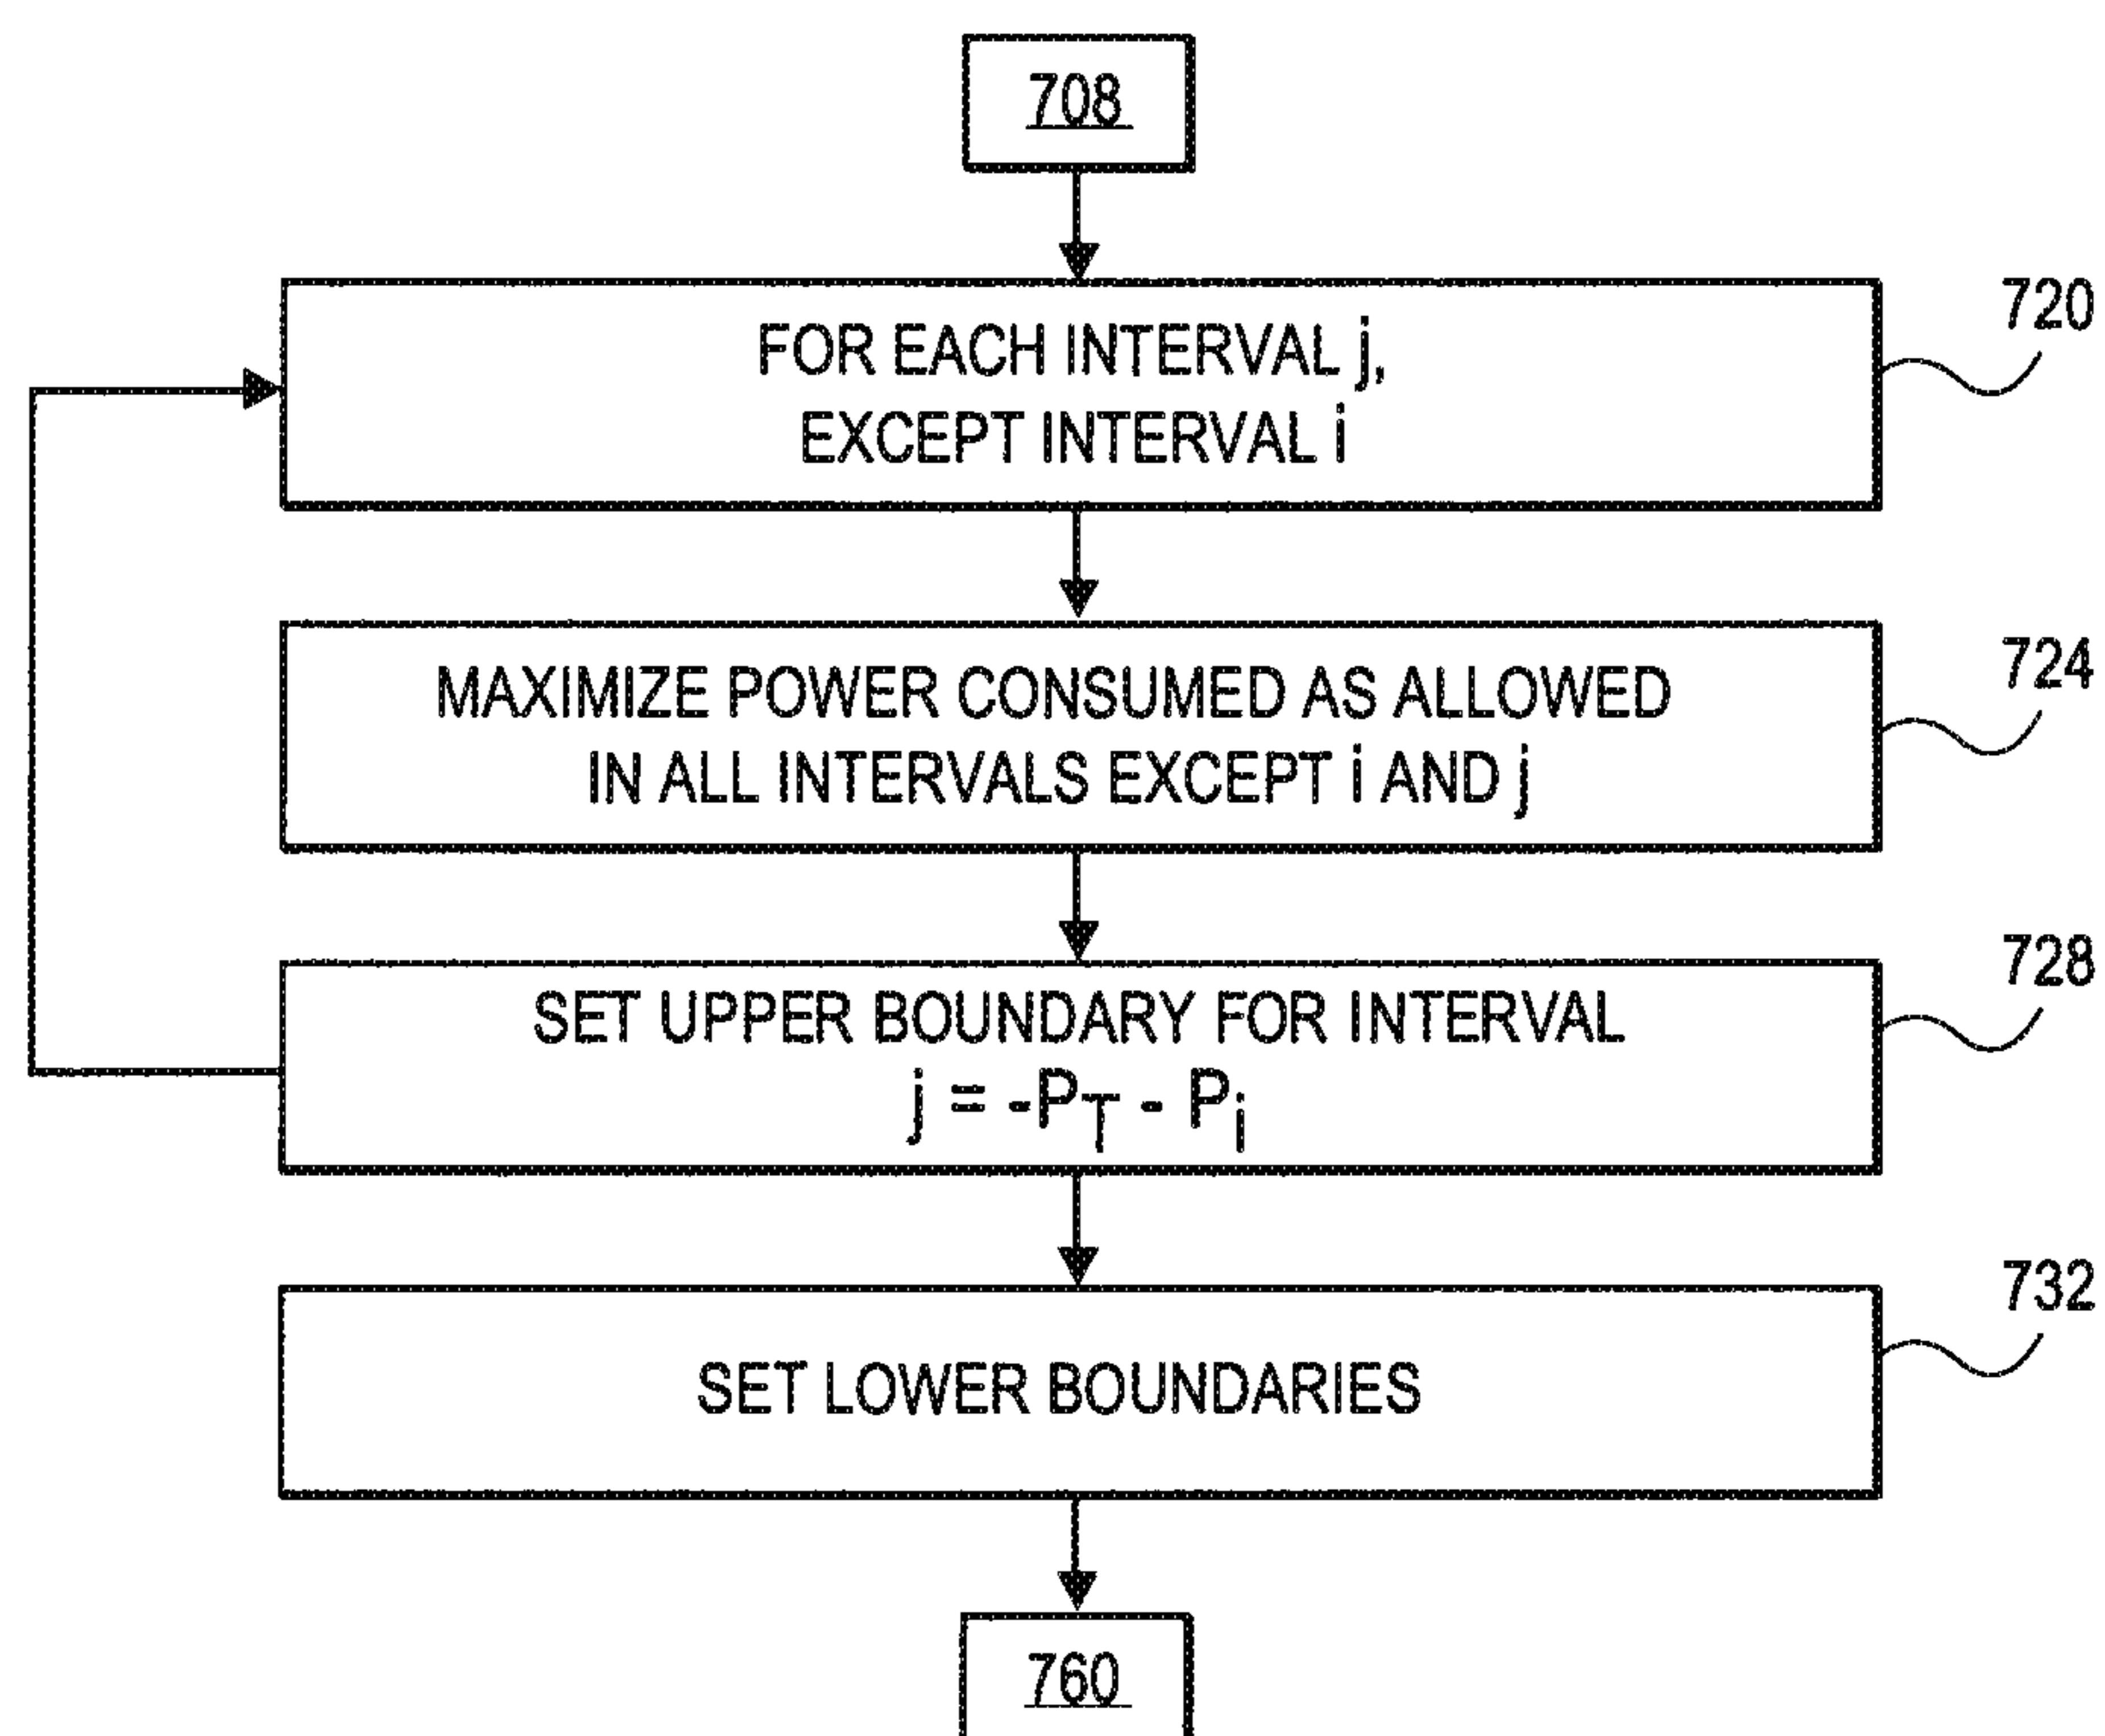 708
FOR EACH INTERVAL j,
EXCEPT INTERVAL i
720
MAXIMIZE POWER CONSUMED AS ALLOWED
IN ALL INTERVALS EXCEPT i AND j
724
SET UPPER BOUNDARY FOR INTERVAL
j = -PT - Pi
728
SET LOWER BOUNDARIES
732
760